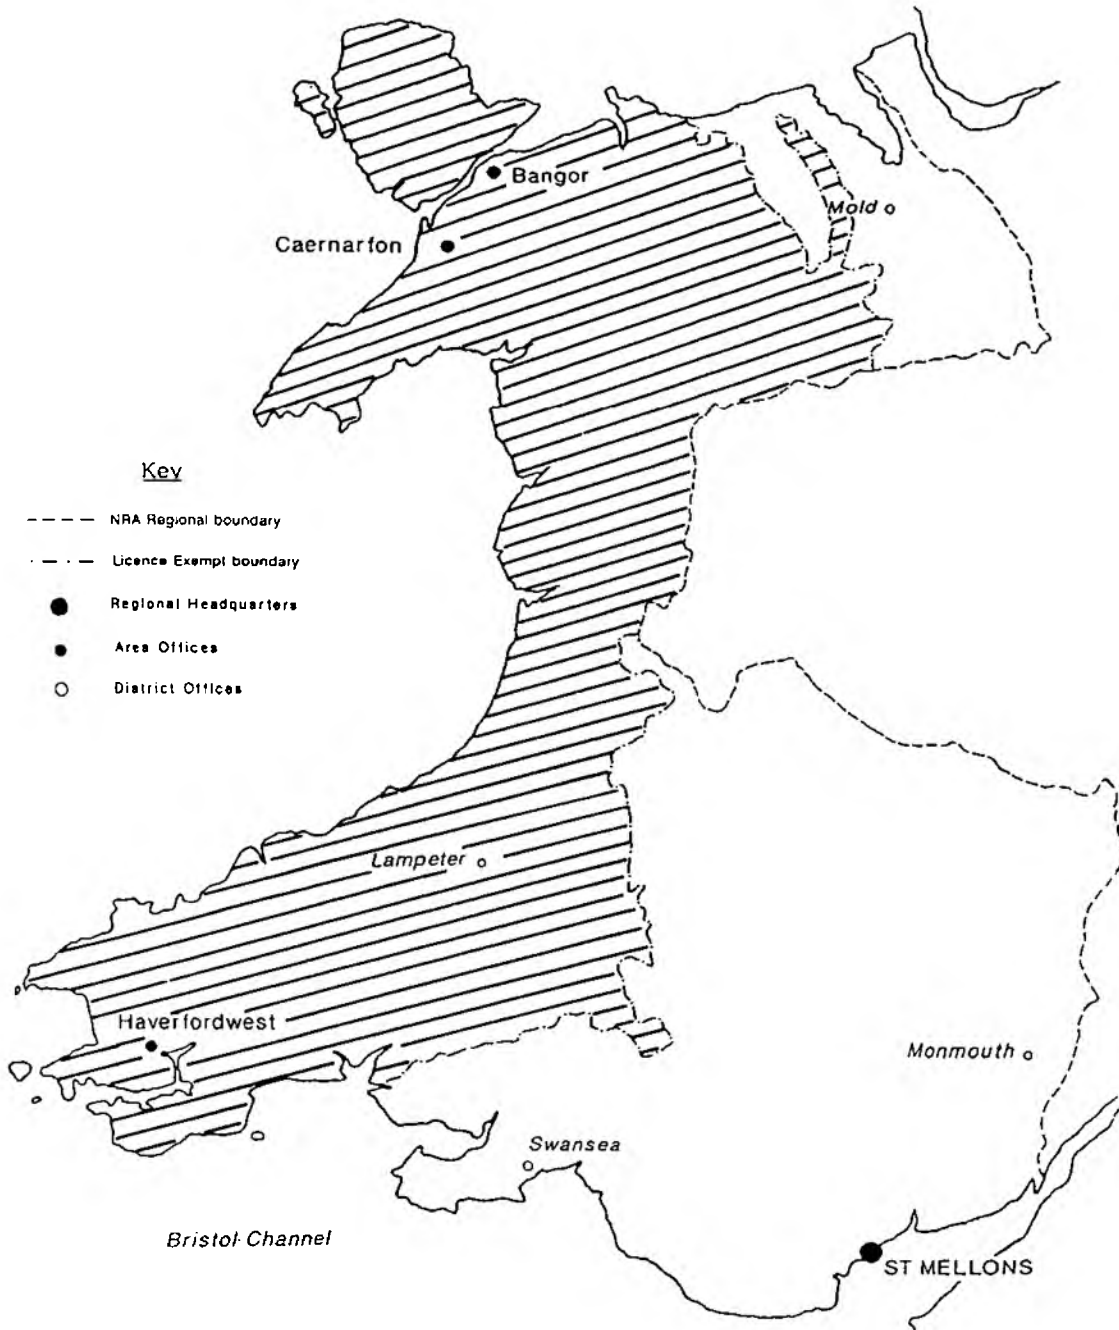 Bangor
Mold
Caernarfon
Key
NRA Regional boundary
Licence Exempt boundary
Regional Headquarters
Area Offices
District Offices
Lampeter
Haverfordwest
Monmouth
Swansea
Bristol Channel
ST MELLONS